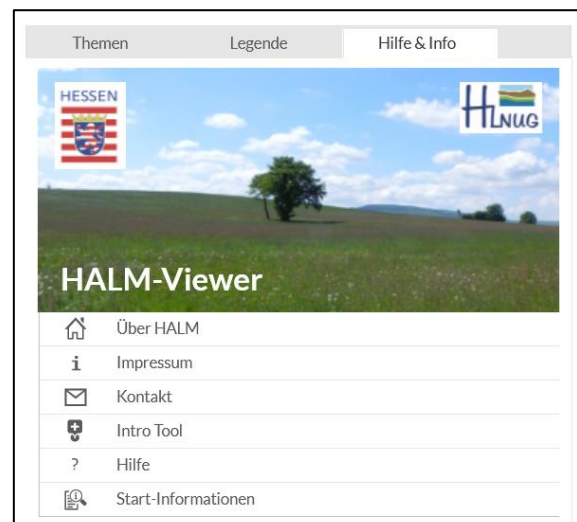 Themen Legende Hilfe & Info
HESSEN
HLNUG
HALM-Viewer
Über HALM
i Impressum
Kontakt
Intro Tool
? Hilfe
Start-Informationen